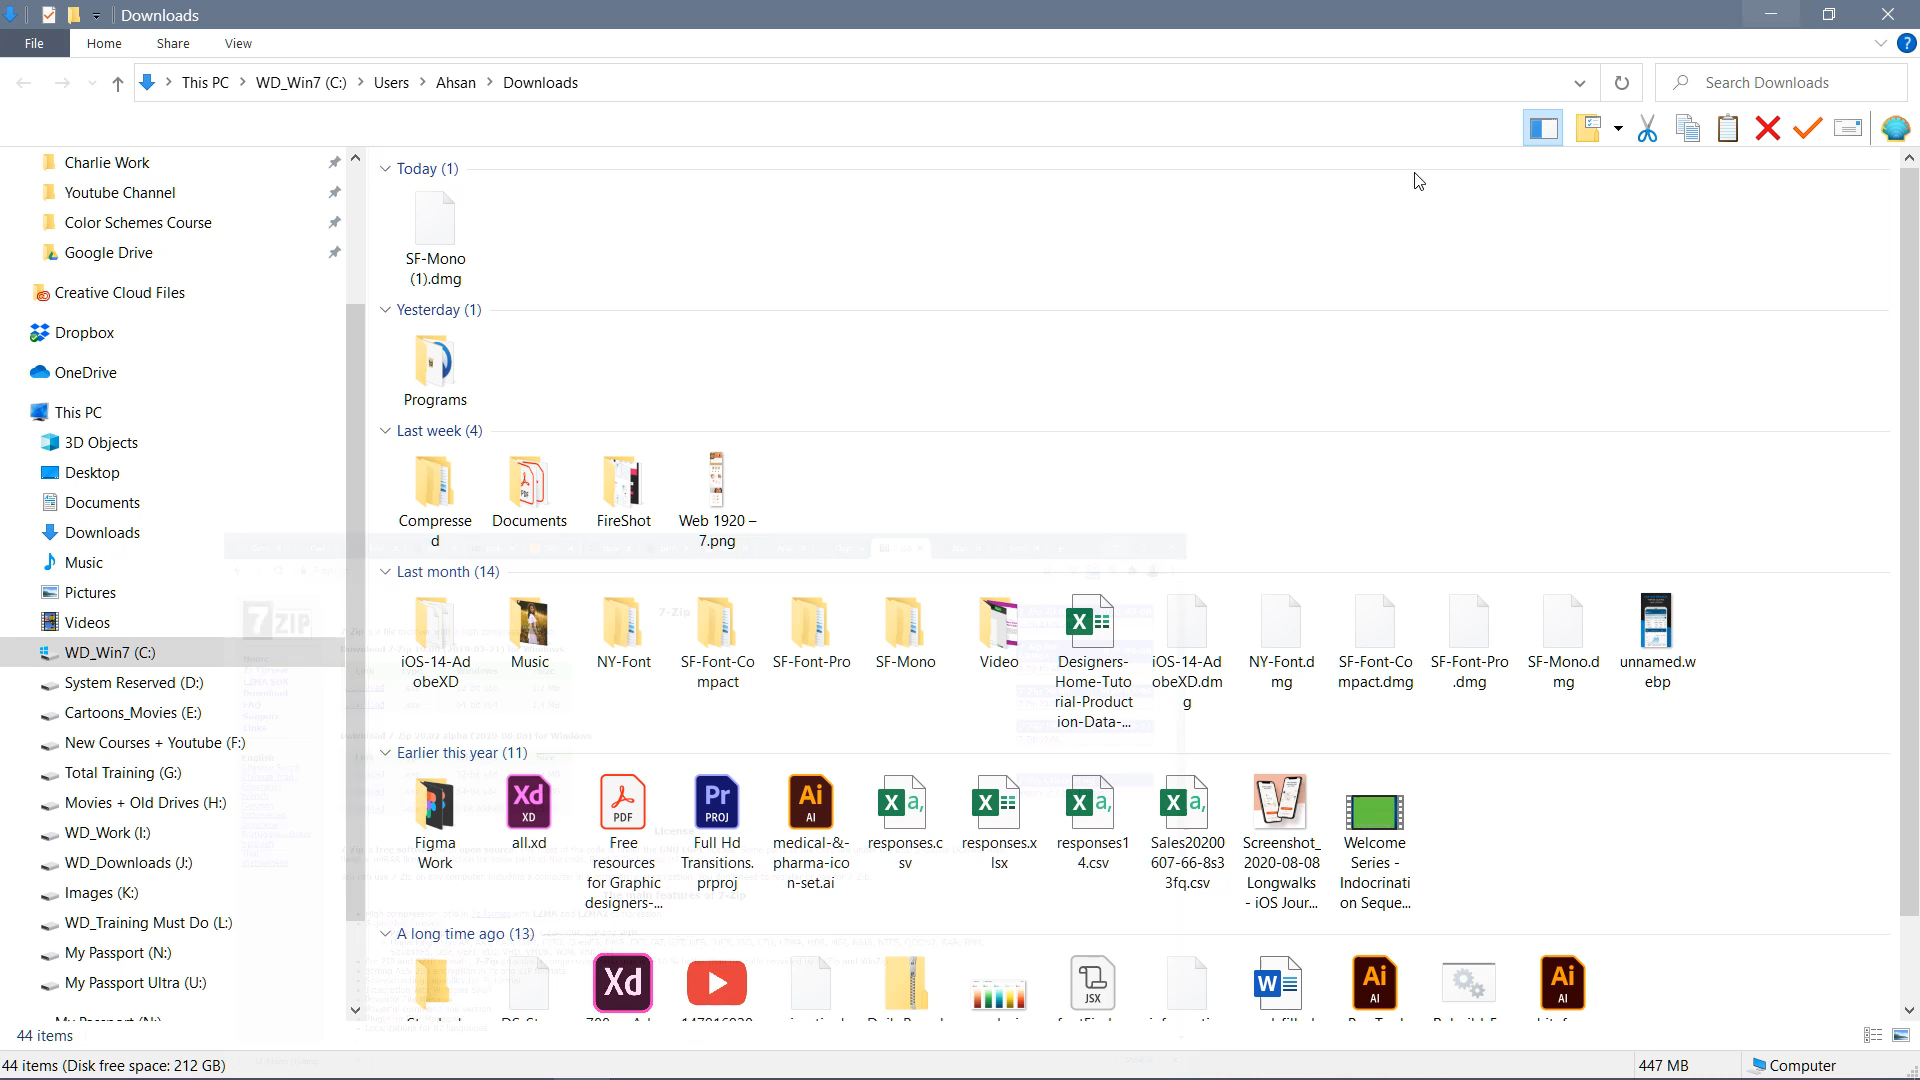 Downloads
File Home Share View
This PC WD_Win7 (C:) Users Ahsan Downloads
Search Downloads
Charlie Work
Youtube Channel
Color Schemes Course
Google Drive
Creative Cloud Files
Dropbox
OneDrive
This PC
3D Objects
Desktop
Documents
Downloads
Music
Pictures
Videos
WD_Win7 (C:)
System Reserved (D:)
Cartoons_Movies (E:)
New Courses + Youtube (F:)
Total Training (G:)
Movies + Old Drives (H:)
WD_Work (I:)
WD_Downloads (J:)
Images (K:)
WD_Training Must Do (L:)
My Passport (N:)
My Passport Ultra (U:)
Today (1)
SF-Mono
(1).dmg
Yesterday (1)
Programs
Last week (4)
Compresse
d
Documents
FireShot
Web 1920 –
7.png
Last month (14)
iOS-14-Ad
obeXD
Music
NY-Font
SF-Font-Co
mpact
SF-Font-Pro
SF-Mono
Video
Designers-
Home-Tuto
rial-Product
ion-Data-...
iOS-14-Ad
obeXD.dm
g
NY-Font.d
mg
SF-Font-Co
mpact.dmg
SF-Font-Pro
.dmg
SF-Mono.d
mg
unnamed.w
ebp
Earlier this year (11)
Figma
Work
all.xd
Free
resources
for Graphic
designers-...
Full Hd
Transitions.
prproj
medical-&-
pharma-ico
n-set.ai
responses.c
sv
responses.x
lsx
responses1
4.csv
Sales20200
607-66-8s3
3fq.csv
Screenshot_
2020-08-08
Longwalks
- iOS Jour...
Welcome
Series -
Indocrinati
on Seque...
A long time ago (13)
44 items
44 items (Disk free space: 212 GB)
447 MB
Computer